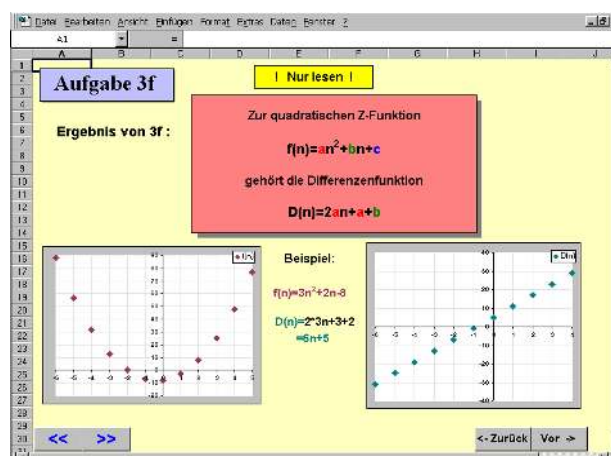 Datei Bearbeiten Ansicht Einfügen Format Extras Daten Fenster ?
A1 =
A B C D E F G H I J
Aufgabe 3f
! Nur lesen !
Ergebnis von 3f :
Zur quadratischen Z-Funktion
f(n)=an²+bn+c
gehört die Differenzenfunktion
D(n)=2an+a+b
Beispiel:
f(n)=3n²+2n-8
D(n)=2*3n+3+2
=6n+5
f(n)
D(n)
<< >>
<- Zurück Vor ->